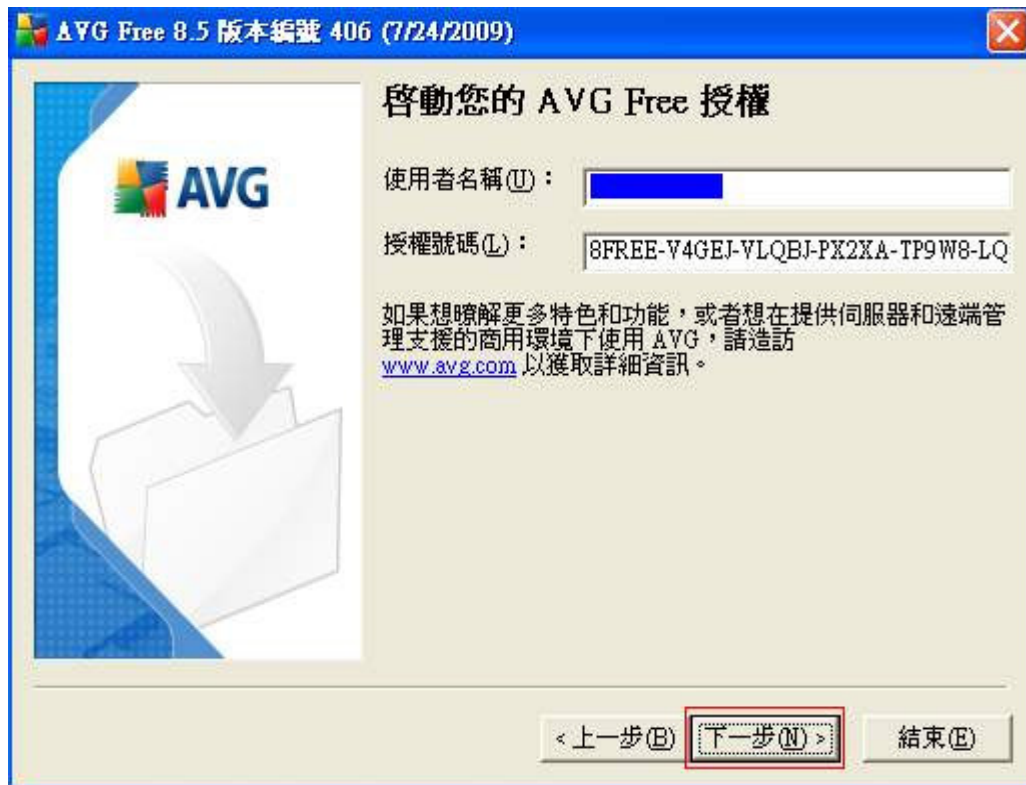 AVG Free 8.5 版本編號 406 (7/24/2009)
AVG
啓動您的 AVG Free 授權
使用者名稱(U)：
授權號碼(L)：
8FREE-V4GEJ-VLQBJ-PX2XA-TP9W8-LQ
如果想瞭解更多特色和功能，或者想在提供伺服器和遠端管
理支援的商用環境下使用 AVG，請造訪
www.avg.com 以獲取詳細資訊。
<上一步(B)
下一步(N) >
結束(E)